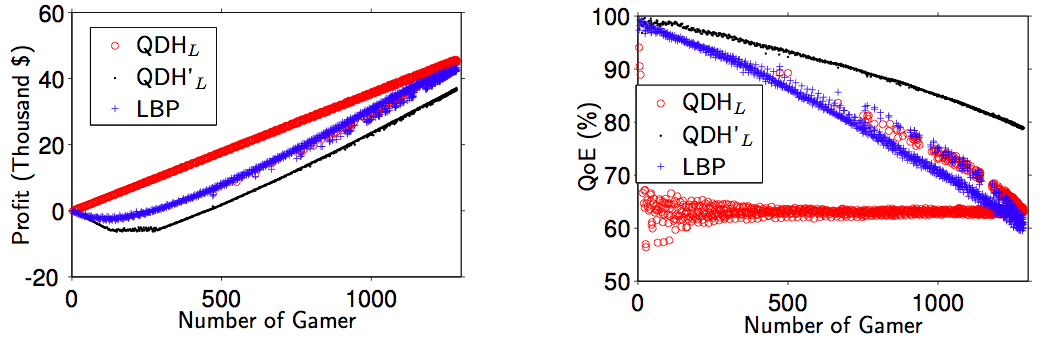 Profit (Thousand $)
60
40
20
0
-20
QDH_L
QDH'_L
LBP
0
500
1000
Number of Gamer
QoE (%)
100
90
80
70
60
50
QDH_L
QDH'_L
LBP
0
500
1000
Number of Gamer